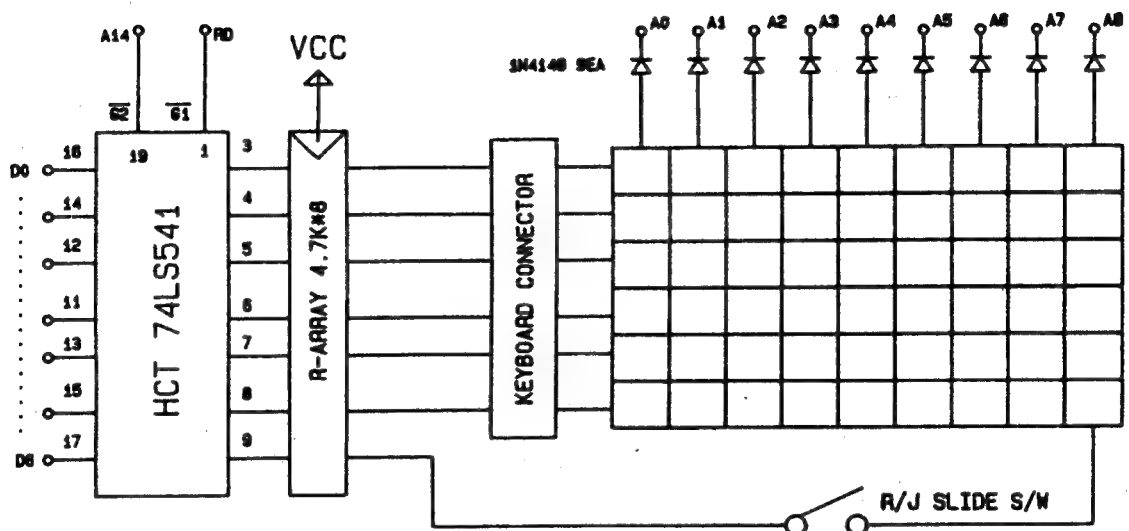 A14
RD
VCC
1N4148 9EA
A0 A1 A2 A3 A4 A5 A6 A7 A8
G2 G1
19 1
D0 16
14
12
11
13
15
D6 17
3
4
5
6
7
8
9
HCT 74LS541
R-ARRAY 4.7K*8
KEYBOARD CONNECTOR
R/J SLIDE S/W